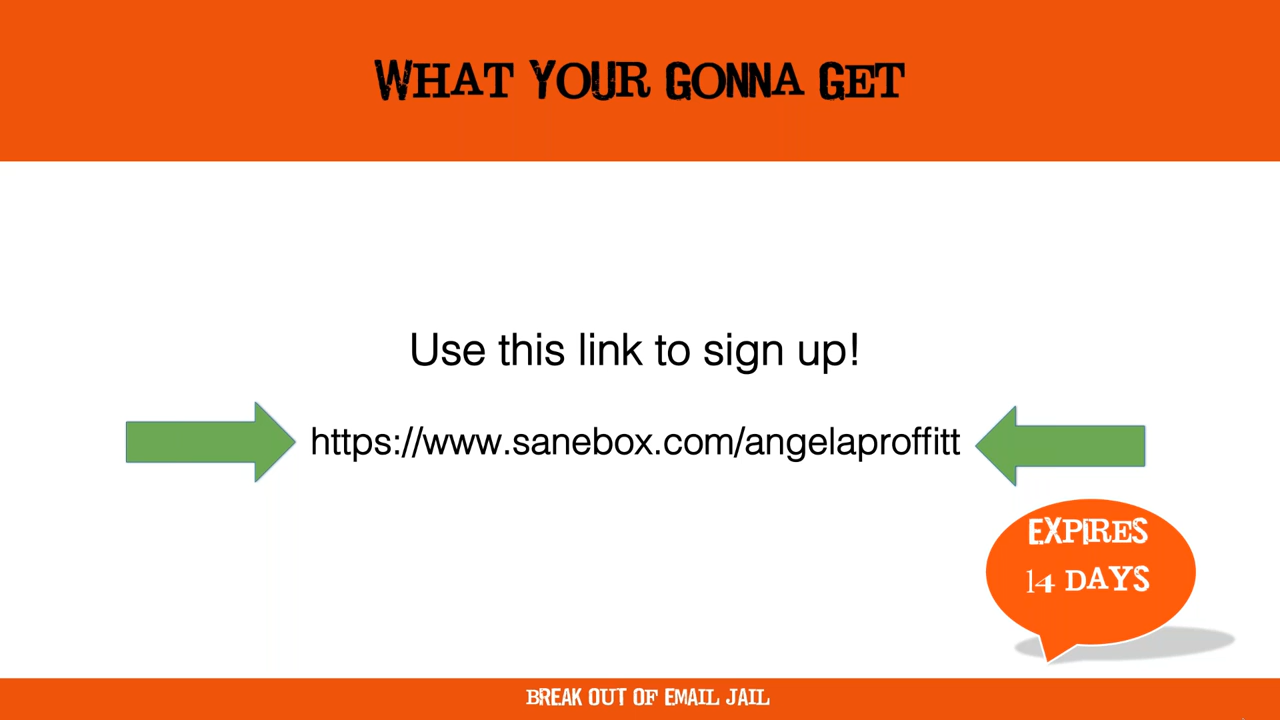 WHAT YOUR GONNA GET
Use this link to sign up!
https://www.sanebox.com/angelaproffitt
EXPIRES
14 DAYS
BREAK OUT OF EMAIL JAIL